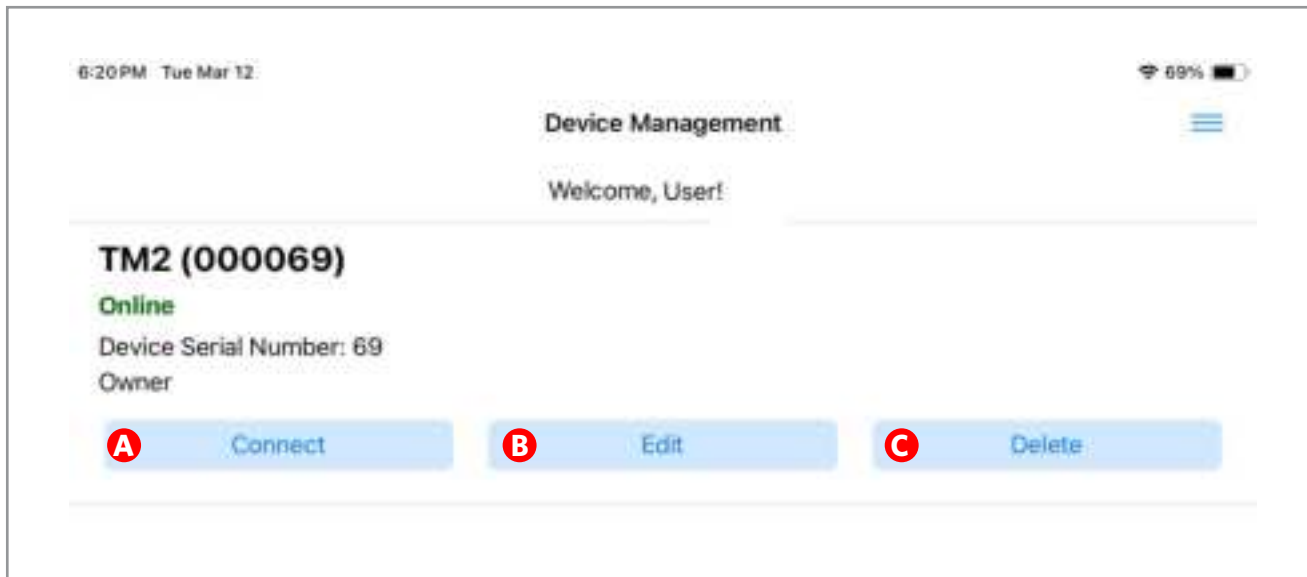 6:20 PM Tue Mar 12 69%
Device Management
Welcome, User!
TM2 (000069)
Online
Device Serial Number: 69
Owner
A Connect B Edit C Delete